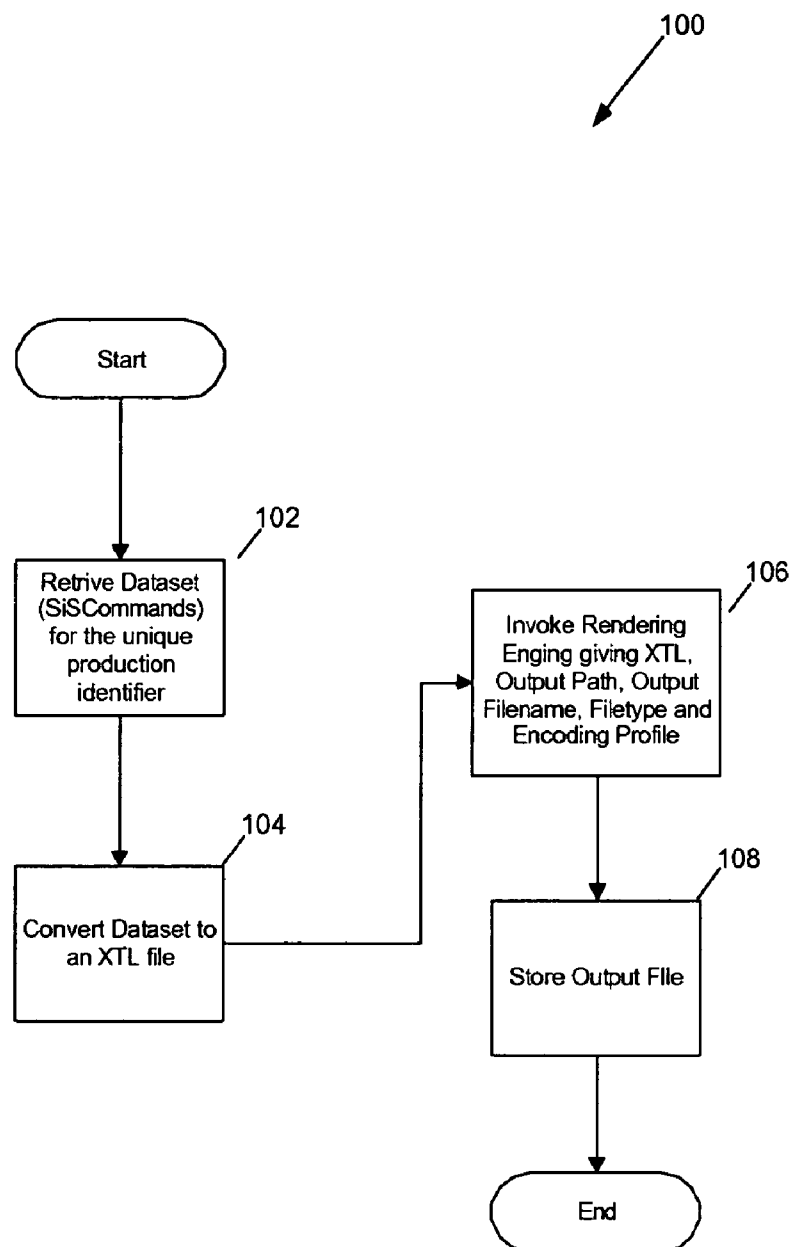 100
Start
102
Retrive Dataset
(SiSCommands)
for the unique
production
identifier
104
Convert Dataset to
an XTL file
106
Invoke Rendering
Enging giving XTL,
Output Path, Output
Filename, Filetype and
Encoding Profile
108
Store Output File
End